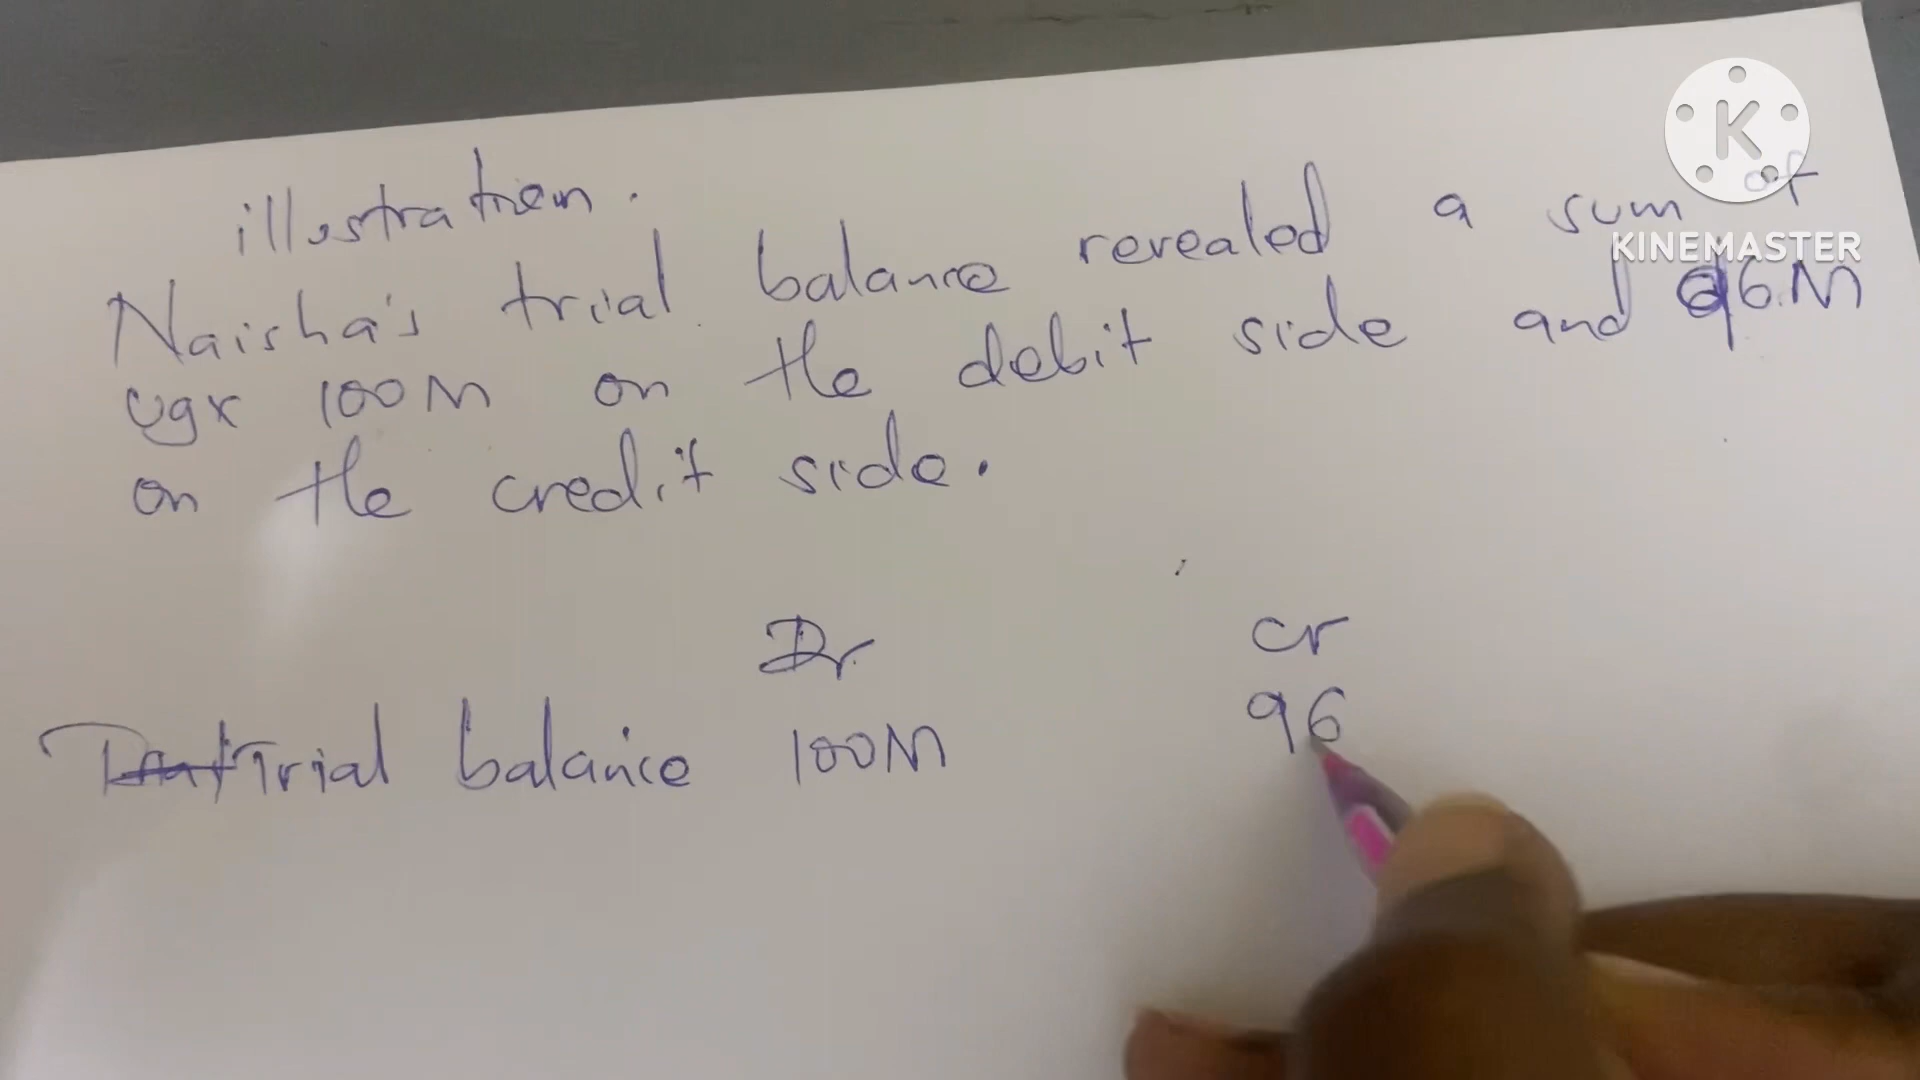 illustration.
Naisha's trial balance revealed a sum of
ugx 100M on the debit side and 96M
on the credit side.
Dr cr
Trial balance 100M 96
K
KINEMASTER